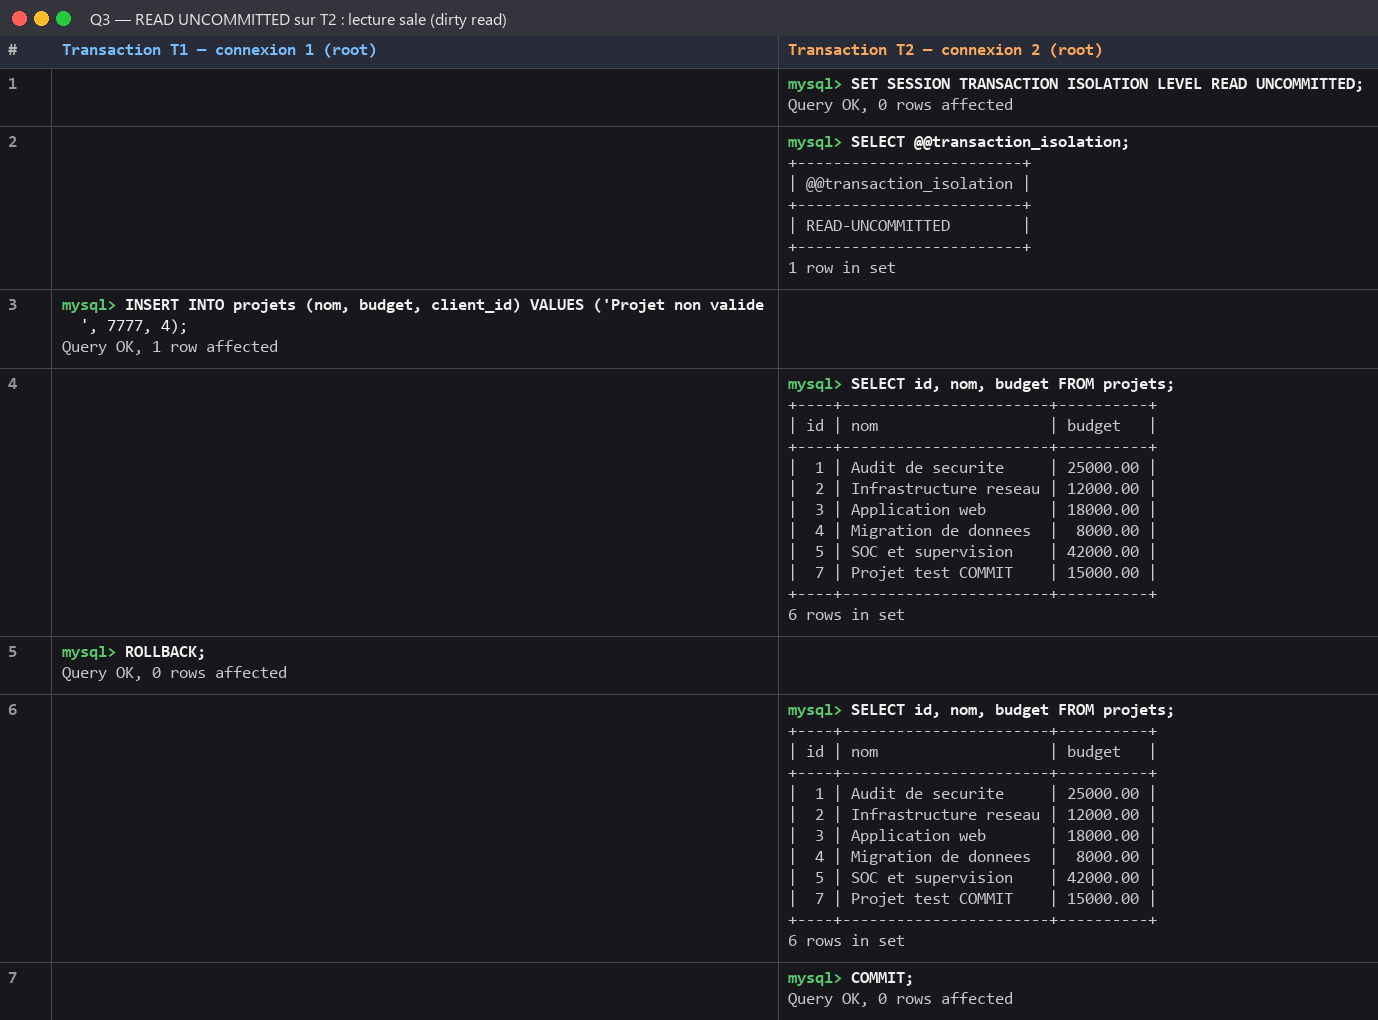 Q3 — READ UNCOMMITTED sur T2 : lecture sale (dirty read)
# Transaction T1 — connexion 1 (root) Transaction T2 — connexion 2 (root)
1 mysql> SET SESSION TRANSACTION ISOLATION LEVEL READ UNCOMMITTED;
Query OK, 0 rows affected
2 mysql> SELECT @@transaction_isolation;
+-------------------------+
| @@transaction_isolation |
+-------------------------+
| READ-UNCOMMITTED        |
+-------------------------+
1 row in set
3 mysql> INSERT INTO projets (nom, budget, client_id) VALUES ('Projet non valide
', 7777, 4);
Query OK, 1 row affected
4 mysql> SELECT id, nom, budget FROM projets;
+----+-----------------------+----------+
| id | nom                   | budget   |
+----+-----------------------+----------+
|  1 | Audit de securite     | 25000.00 |
|  2 | Infrastructure reseau | 12000.00 |
|  3 | Application web       | 18000.00 |
|  4 | Migration de donnees  |  8000.00 |
|  5 | SOC et supervision    | 42000.00 |
|  7 | Projet test COMMIT    | 15000.00 |
+----+-----------------------+----------+
6 rows in set
5 mysql> ROLLBACK;
Query OK, 0 rows affected
6 mysql> SELECT id, nom, budget FROM projets;
+----+-----------------------+----------+
| id | nom                   | budget   |
+----+-----------------------+----------+
|  1 | Audit de securite     | 25000.00 |
|  2 | Infrastructure reseau | 12000.00 |
|  3 | Application web       | 18000.00 |
|  4 | Migration de donnees  |  8000.00 |
|  5 | SOC et supervision    | 42000.00 |
|  7 | Projet test COMMIT    | 15000.00 |
+----+-----------------------+----------+
6 rows in set
7 mysql> COMMIT;
Query OK, 0 rows affected